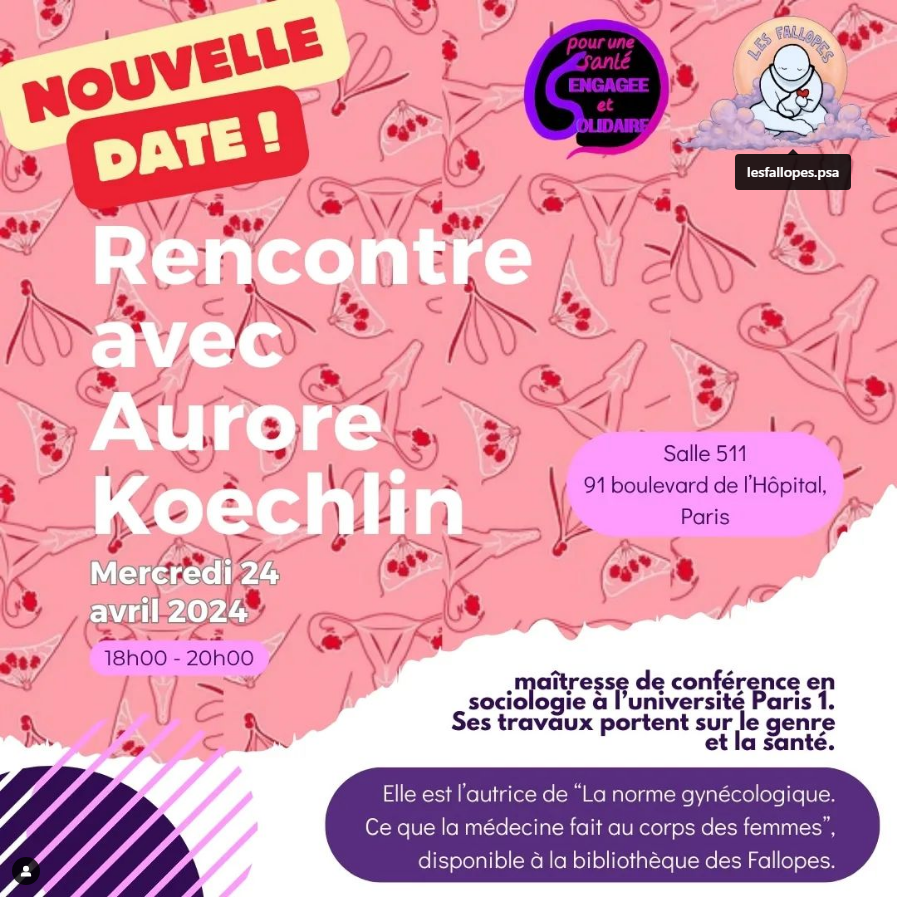 NOUVELLE
DATE !
pour une
santé
ENGAGEE
et
SOLIDAIRE
LES FALLOPES
lesfallopes.psa
Rencontre
avec
Aurore
Koechlin
Mercredi 24
avril 2024
18h00 - 20h00
Salle 511
91 boulevard de l'Hôpital,
Paris
maîtresse de conférence en
sociologie à l'université Paris 1.
Ses travaux portent sur le genre
et la santé.
Elle est l'autrice de “La norme gynécologique.
Ce que la médecine fait au corps des femmes”,
disponible à la bibliothèque des Fallopes.